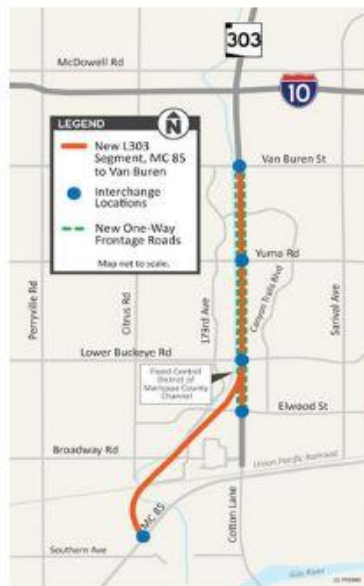 303
McDowell Rd
10
LEGEND
N
New L303
Segment, MC 85
to Van Buren
Interchange
Locations
New One-Way
Frontage Roads
Map not to scale.
Van Buren St
Perryville Rd
Citrus Rd
173rd Ave
Yuma Rd
Canyon Trails Blvd
Sarival Ave
Lower Buckeye Rd
Flood Control
District of
Maricopa County
Channel
Elwood St
Broadway Rd
Union Pacific Railroad
MC 85
Cotton Lane
Southern Ave
Gila River